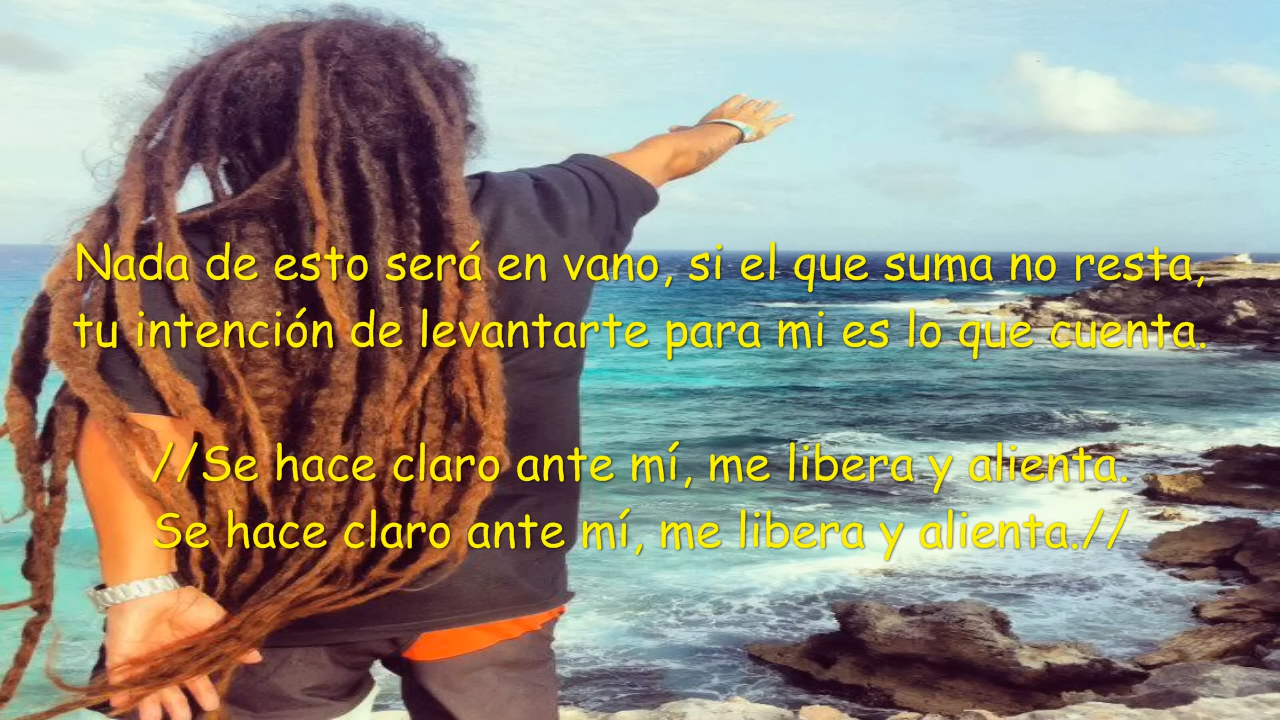 Nada de esto será en vano, si el que suma no resta,
tu intención de levantarte para mi es lo que cuenta.
//Se hace claro ante mí, me libera y alienta.
Se hace claro ante mí, me libera y alienta.//